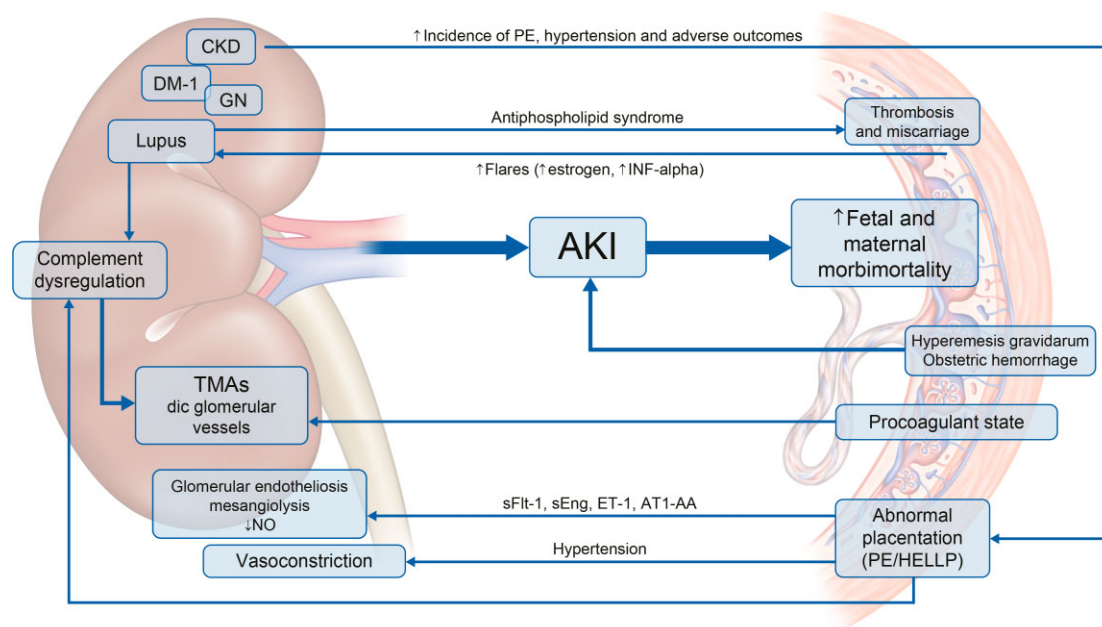 CKD
↑Incidence of PE, hypertension and adverse outcomes
DM-1
GN
Lupus
Antiphospholipid syndrome
Thrombosis
and miscarriage
↑Flares (↑estrogen, ↑INF-alpha)
Complement
dysregulation
AKI
↑Fetal and
maternal
morbimortality
Hyperemesis gravidarum
Obstetric hemorrhage
TMAs
dic glomerular
vessels
Procoagulant state
Glomerular endotheliosis
mesangiolysis
↓NO
sFlt-1, sEng, ET-1, AT1-AA
Abnormal
placentation
(PE/HELLP)
Vasoconstriction
Hypertension